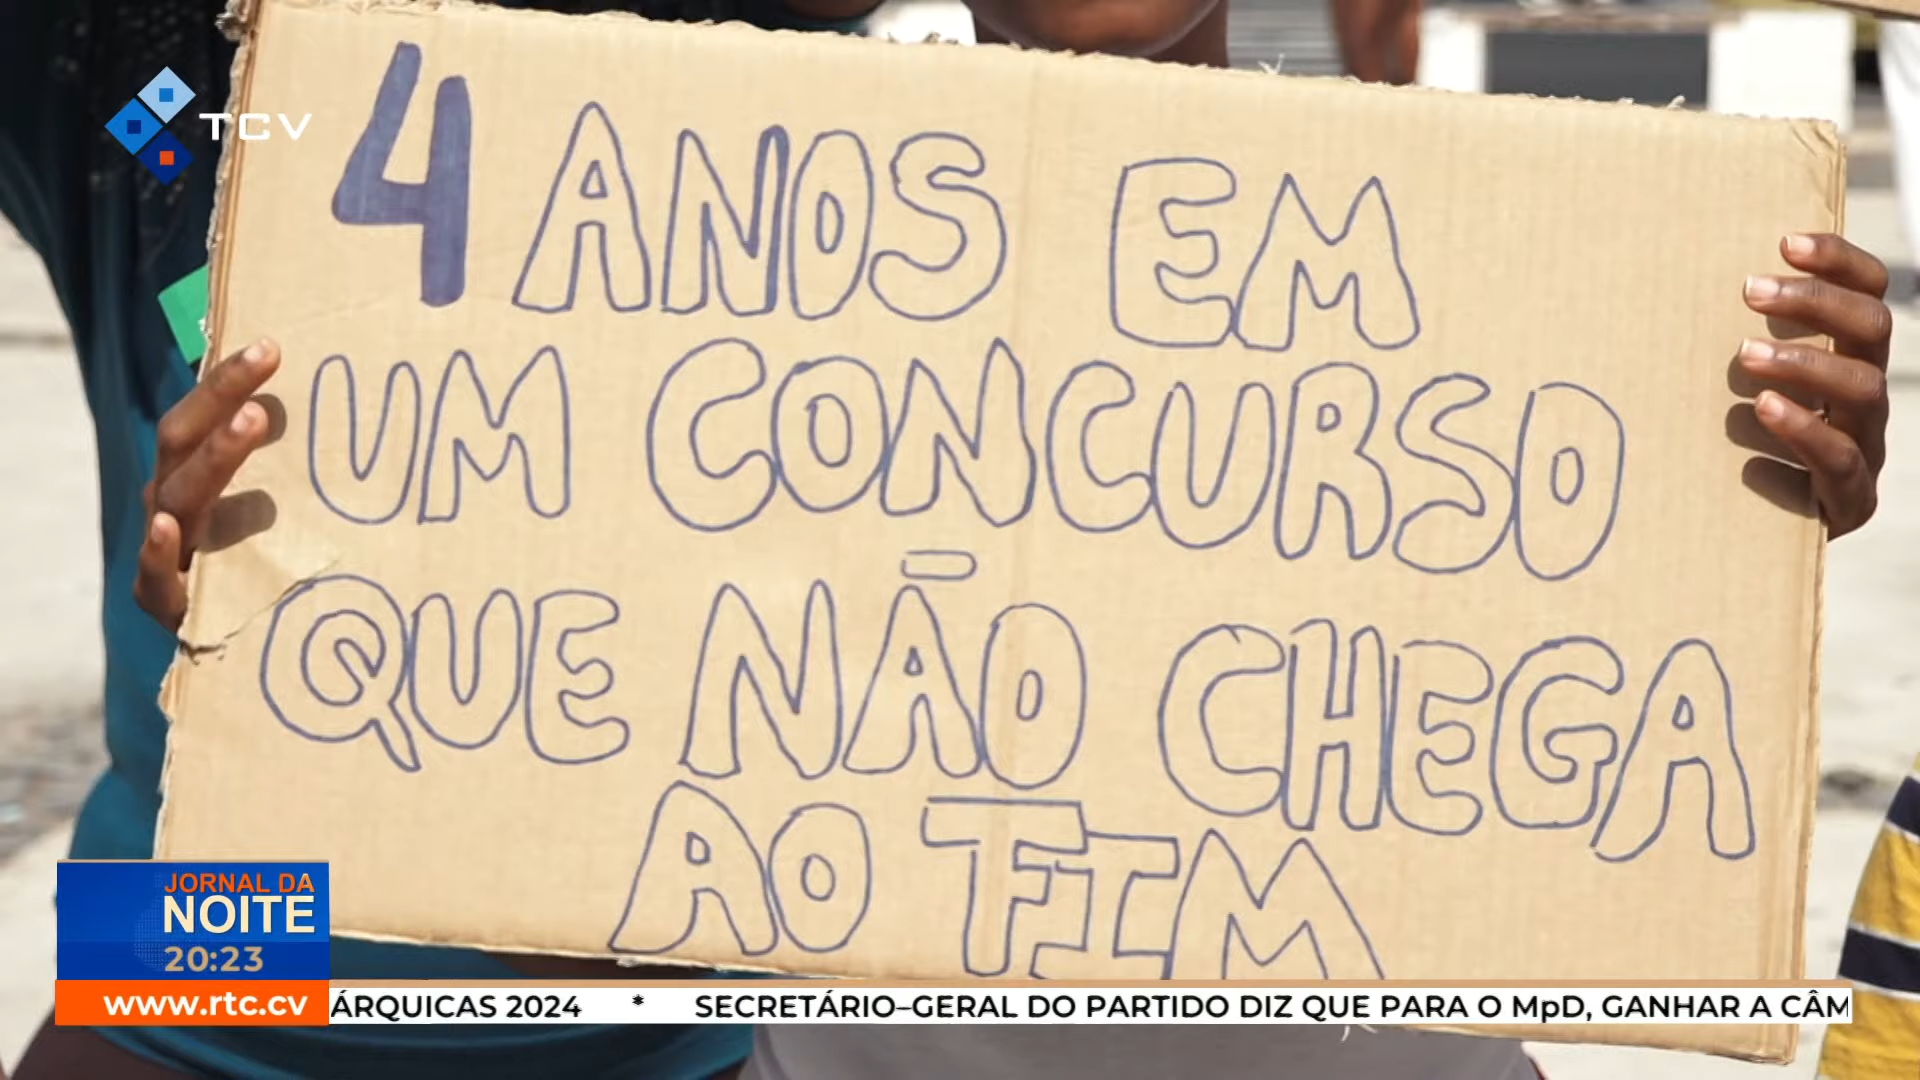 TCV
4 ANOS EM
UM CONCURSO
QUE NÃO CHEGA
AO FIM
JORNAL DA
NOITE
20:23
www.rtc.cv
ÁRQUICAS 2024 * SECRETÁRIO-GERAL DO PARTIDO DIZ QUE PARA O MpD, GANHAR A CÂM